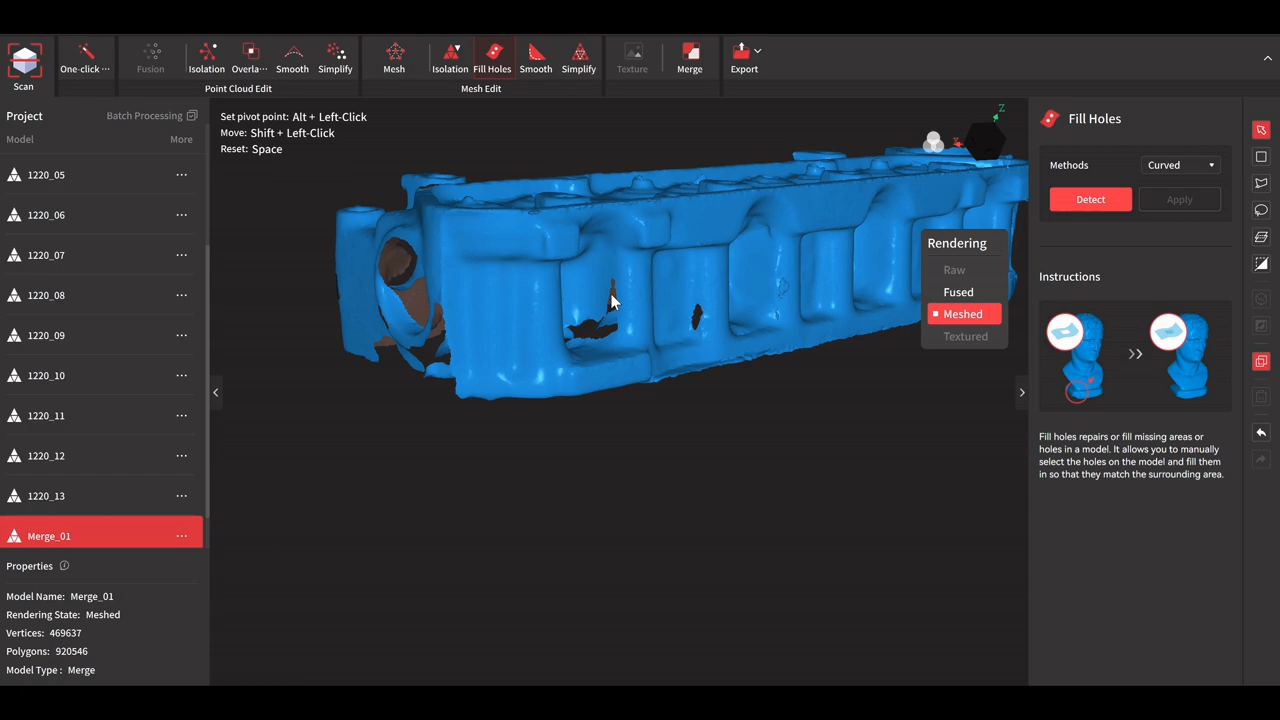 Scan
One-click ···
Fusion
Isolation
Overla···
Smooth
Simplify
Point Cloud Edit
Mesh
Isolation
Fill Holes
Smooth
Simplify
Mesh Edit
Texture
Merge
Export
Project
Batch Processing
Model
More
1220_05
1220_06
1220_07
1220_08
1220_09
1220_10
1220_11
1220_12
1220_13
Merge_01
Properties
Model Name: Merge_01
Rendering State: Meshed
Vertices: 469637
Polygons: 920546
Model Type : Merge
Set pivot point: Alt + Left-Click
Move: Shift + Left-Click
Reset: Space
Z
Rendering
Raw
Fused
Meshed
Textured
Fill Holes
Methods
Curved
Detect
Apply
Instructions
Fill holes repairs or fill missing areas or
holes in a model. It allows you to manually
select the holes on the model and fill them
in so that they match the surrounding area.